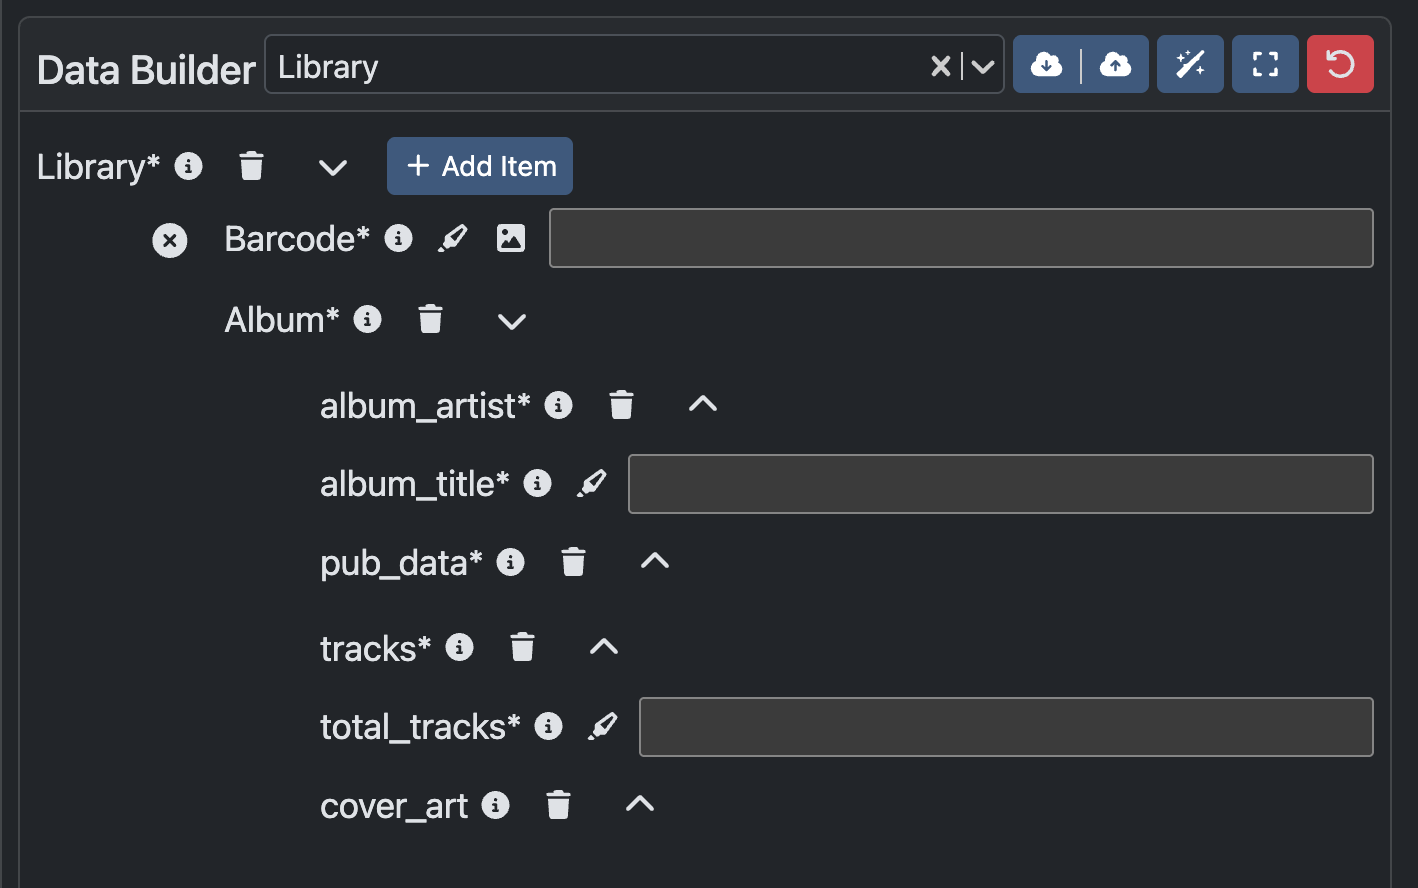 Data Builder Library
Library* Add Item
Barcode*
Album*
album_artist*
album_title*
pub_data*
tracks*
total_tracks*
cover_art